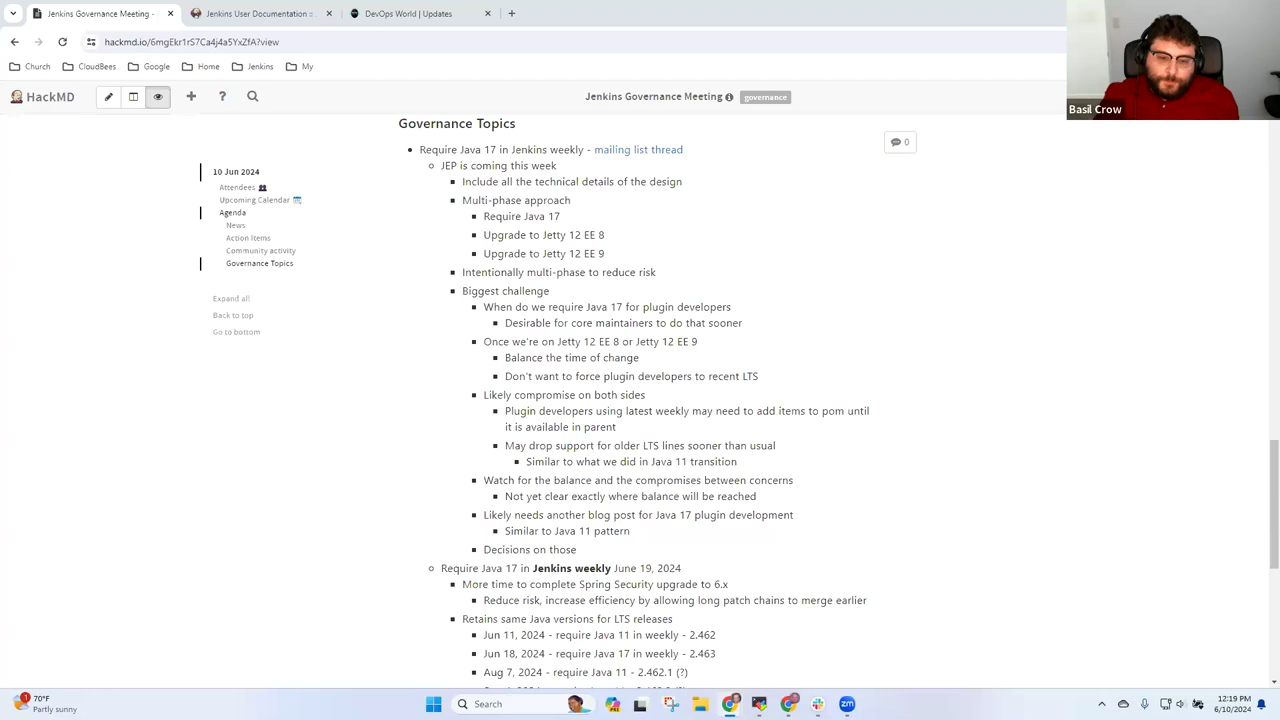 Jenkins Governance Meeting -
Jenkins User Documentation ::
DevOps World | Updates
hackmd.io/6mgEkr1rS7Ca4j4a5YxZfA?view
Church
CloudBees
Google
Home
Jenkins
My
HackMD
Jenkins Governance Meeting
governance
Basil Crow
0
10 Jun 2024
Attendees
Upcoming Calendar
Agenda
News
Action Items
Community activity
Governance Topics
Expand all
Back to top
Go to bottom
Governance Topics
Require Java 17 in Jenkins weekly - mailing list thread
JEP is coming this week
Include all the technical details of the design
Multi-phase approach
Require Java 17
Upgrade to Jetty 12 EE 8
Upgrade to Jetty 12 EE 9
Intentionally multi-phase to reduce risk
Biggest challenge
When do we require Java 17 for plugin developers
Desirable for core maintainers to do that sooner
Once we're on Jetty 12 EE 8 or Jetty 12 EE 9
Balance the time of change
Don't want to force plugin developers to recent LTS
Likely compromise on both sides
Plugin developers using latest weekly may need to add items to pom until
it is available in parent
May drop support for older LTS lines sooner than usual
Similar to what we did in Java 11 transition
Watch for the balance and the compromises between concerns
Not yet clear exactly where balance will be reached
Likely needs another blog post for Java 17 plugin development
Similar to Java 11 pattern
Decisions on those
Require Java 17 in Jenkins weekly June 19, 2024
More time to complete Spring Security upgrade to 6.x
Reduce risk, increase efficiency by allowing long patch chains to merge earlier
Retains same Java versions for LTS releases
Jun 11, 2024 - require Java 11 in weekly - 2.462
Jun 18, 2024 - require Java 17 in weekly - 2.463
Aug 7, 2024 - require Java 11 - 2.462.1 (?)
1
70°F
Partly sunny
Search
12:19 PM
6/10/2024